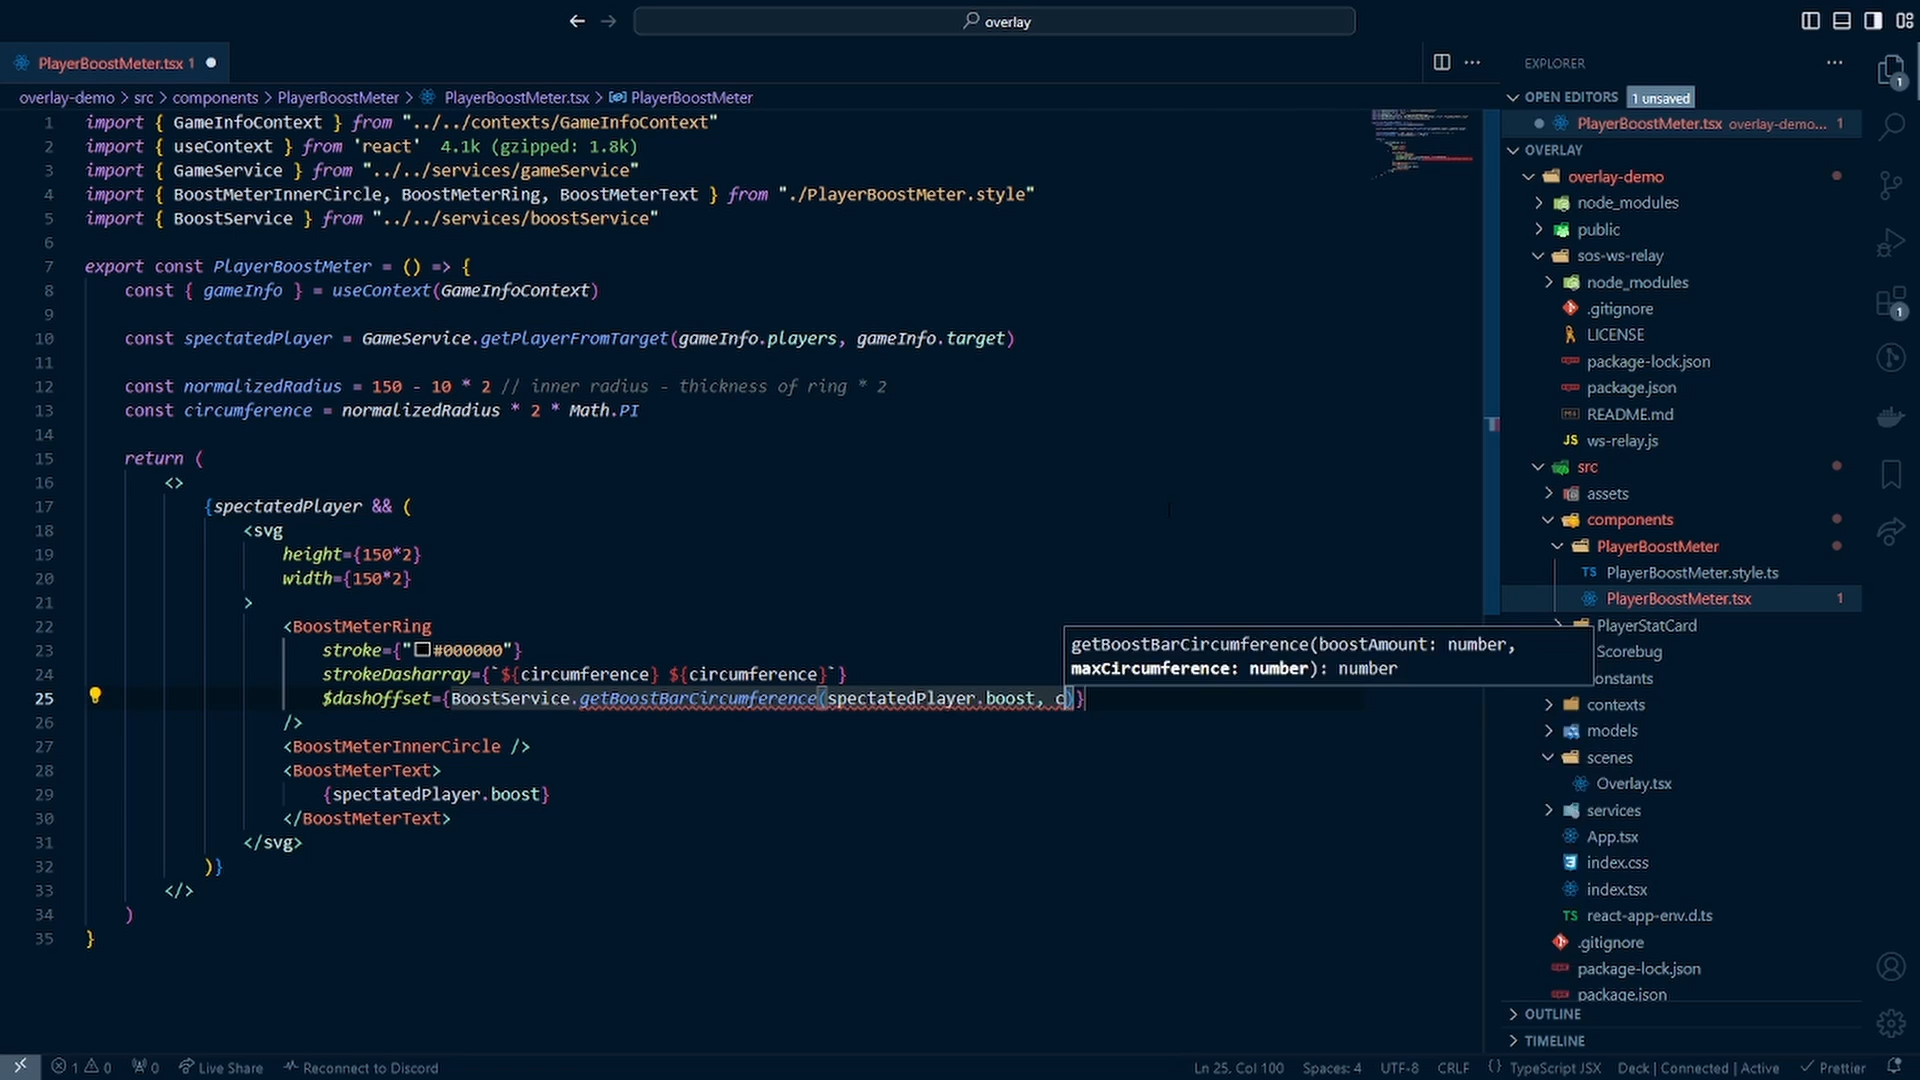 overlay
PlayerBoostMeter.tsx 1
overlay-demo > src > components > PlayerBoostMeter > PlayerBoostMeter.tsx > PlayerBoostMeter
1 import { GameInfoContext } from "../../contexts/GameInfoContext"
2 import { useContext } from 'react' 4.1k (gzipped: 1.8k)
3 import { GameService } from "../../services/gameService"
4 import { BoostMeterInnerCircle, BoostMeterRing, BoostMeterText } from "./PlayerBoostMeter.style"
5 import { BoostService } from "../../services/boostService"
6
7 export const PlayerBoostMeter = () => {
8 const { gameInfo } = useContext(GameInfoContext)
9
10 const spectatedPlayer = GameService.getPlayerFromTarget(gameInfo.players, gameInfo.target)
11
12 const normalizedRadius = 150 - 10 * 2 // inner radius - thickness of ring * 2
13 const circumference = normalizedRadius * 2 * Math.PI
14
15 return (
16 <>
17 {spectatedPlayer && (
18 <svg
19 height={150*2}
20 width={150*2}
21 >
22 <BoostMeterRing
23 stroke={"#000000"}
24 strokeDasharray={`${circumference} ${circumference}`}
25 $dashOffset={BoostService.getBoostBarCircumference(spectatedPlayer.boost, c)}
26 />
27 <BoostMeterInnerCircle />
28 <BoostMeterText>
29 {spectatedPlayer.boost}
30 </BoostMeterText>
31 </svg>
32 )}
33 </>
34 )
35 }
getBoostBarCircumference(boostAmount: number,
maxCircumference: number): number
EXPLORER
OPEN EDITORS 1 unsaved
PlayerBoostMeter.tsx overlay-demo... 1
OVERLAY
overlay-demo
node_modules
public
sos-ws-relay
node_modules
.gitignore
LICENSE
package-lock.json
package.json
README.md
JS ws-relay.js
src
assets
components
PlayerBoostMeter
TS PlayerBoostMeter.style.ts
PlayerBoostMeter.tsx 1
PlayerStatCard
Scorebug
onstants
contexts
models
scenes
Overlay.tsx
services
App.tsx
index.css
index.tsx
TS react-app-env.d.ts
.gitignore
package-lock.json
package.json
OUTLINE
TIMELINE
1
1
1 0 0 Live Share Reconnect to Discord Ln 25, Col 100 Spaces: 4 UTF-8 CRLF {} TypeScript JSX Deck | Connected | Active Prettier